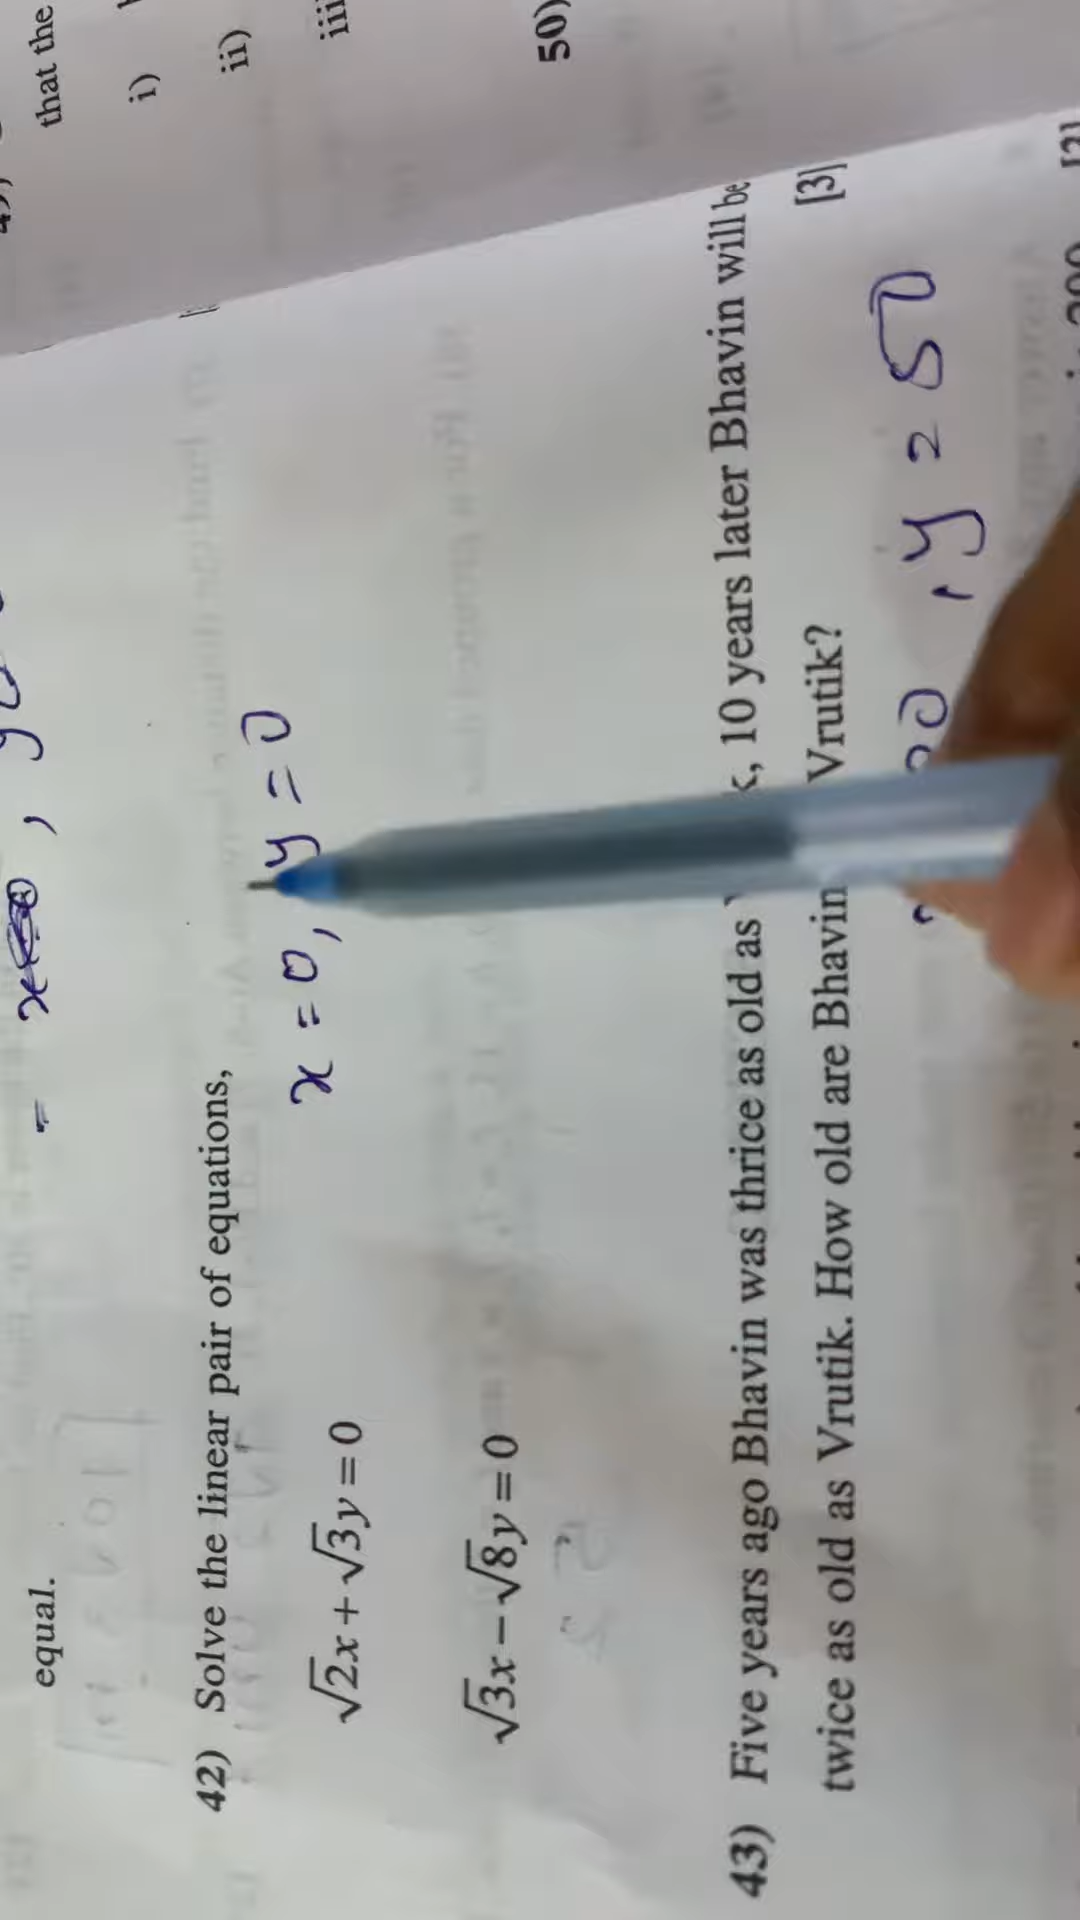 equal.
42) Solve the linear pair of equations,
x = 0, y = 0
√2x + √3y = 0
√3x − √8y = 0
43) Five years ago Bhavin was thrice as old as 10 years later Bhavin will be
twice as old as Vrutik. How old are Bhavin Vrutik? [3]
, y = 50
that the
i)
ii)
iii
50)